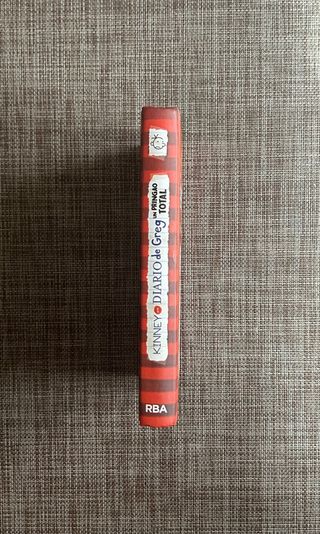 KINNEY
DIARIO de Greg
UN PRINGAO
TOTAL
RBA